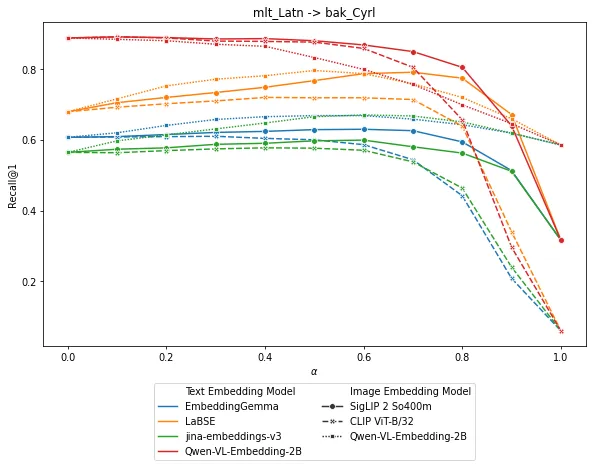 mlt_Latn -> bak_Cyrl
Recall@1
0.8
0.6
0.4
0.2
0.0 0.2 0.4 0.6 0.8 1.0
α
Text Embedding Model
EmbeddingGemma
LaBSE
jina-embeddings-v3
Qwen-VL-Embedding-2B
Image Embedding Model
SigLIP 2 So400m
CLIP ViT-B/32
Qwen-VL-Embedding-2B